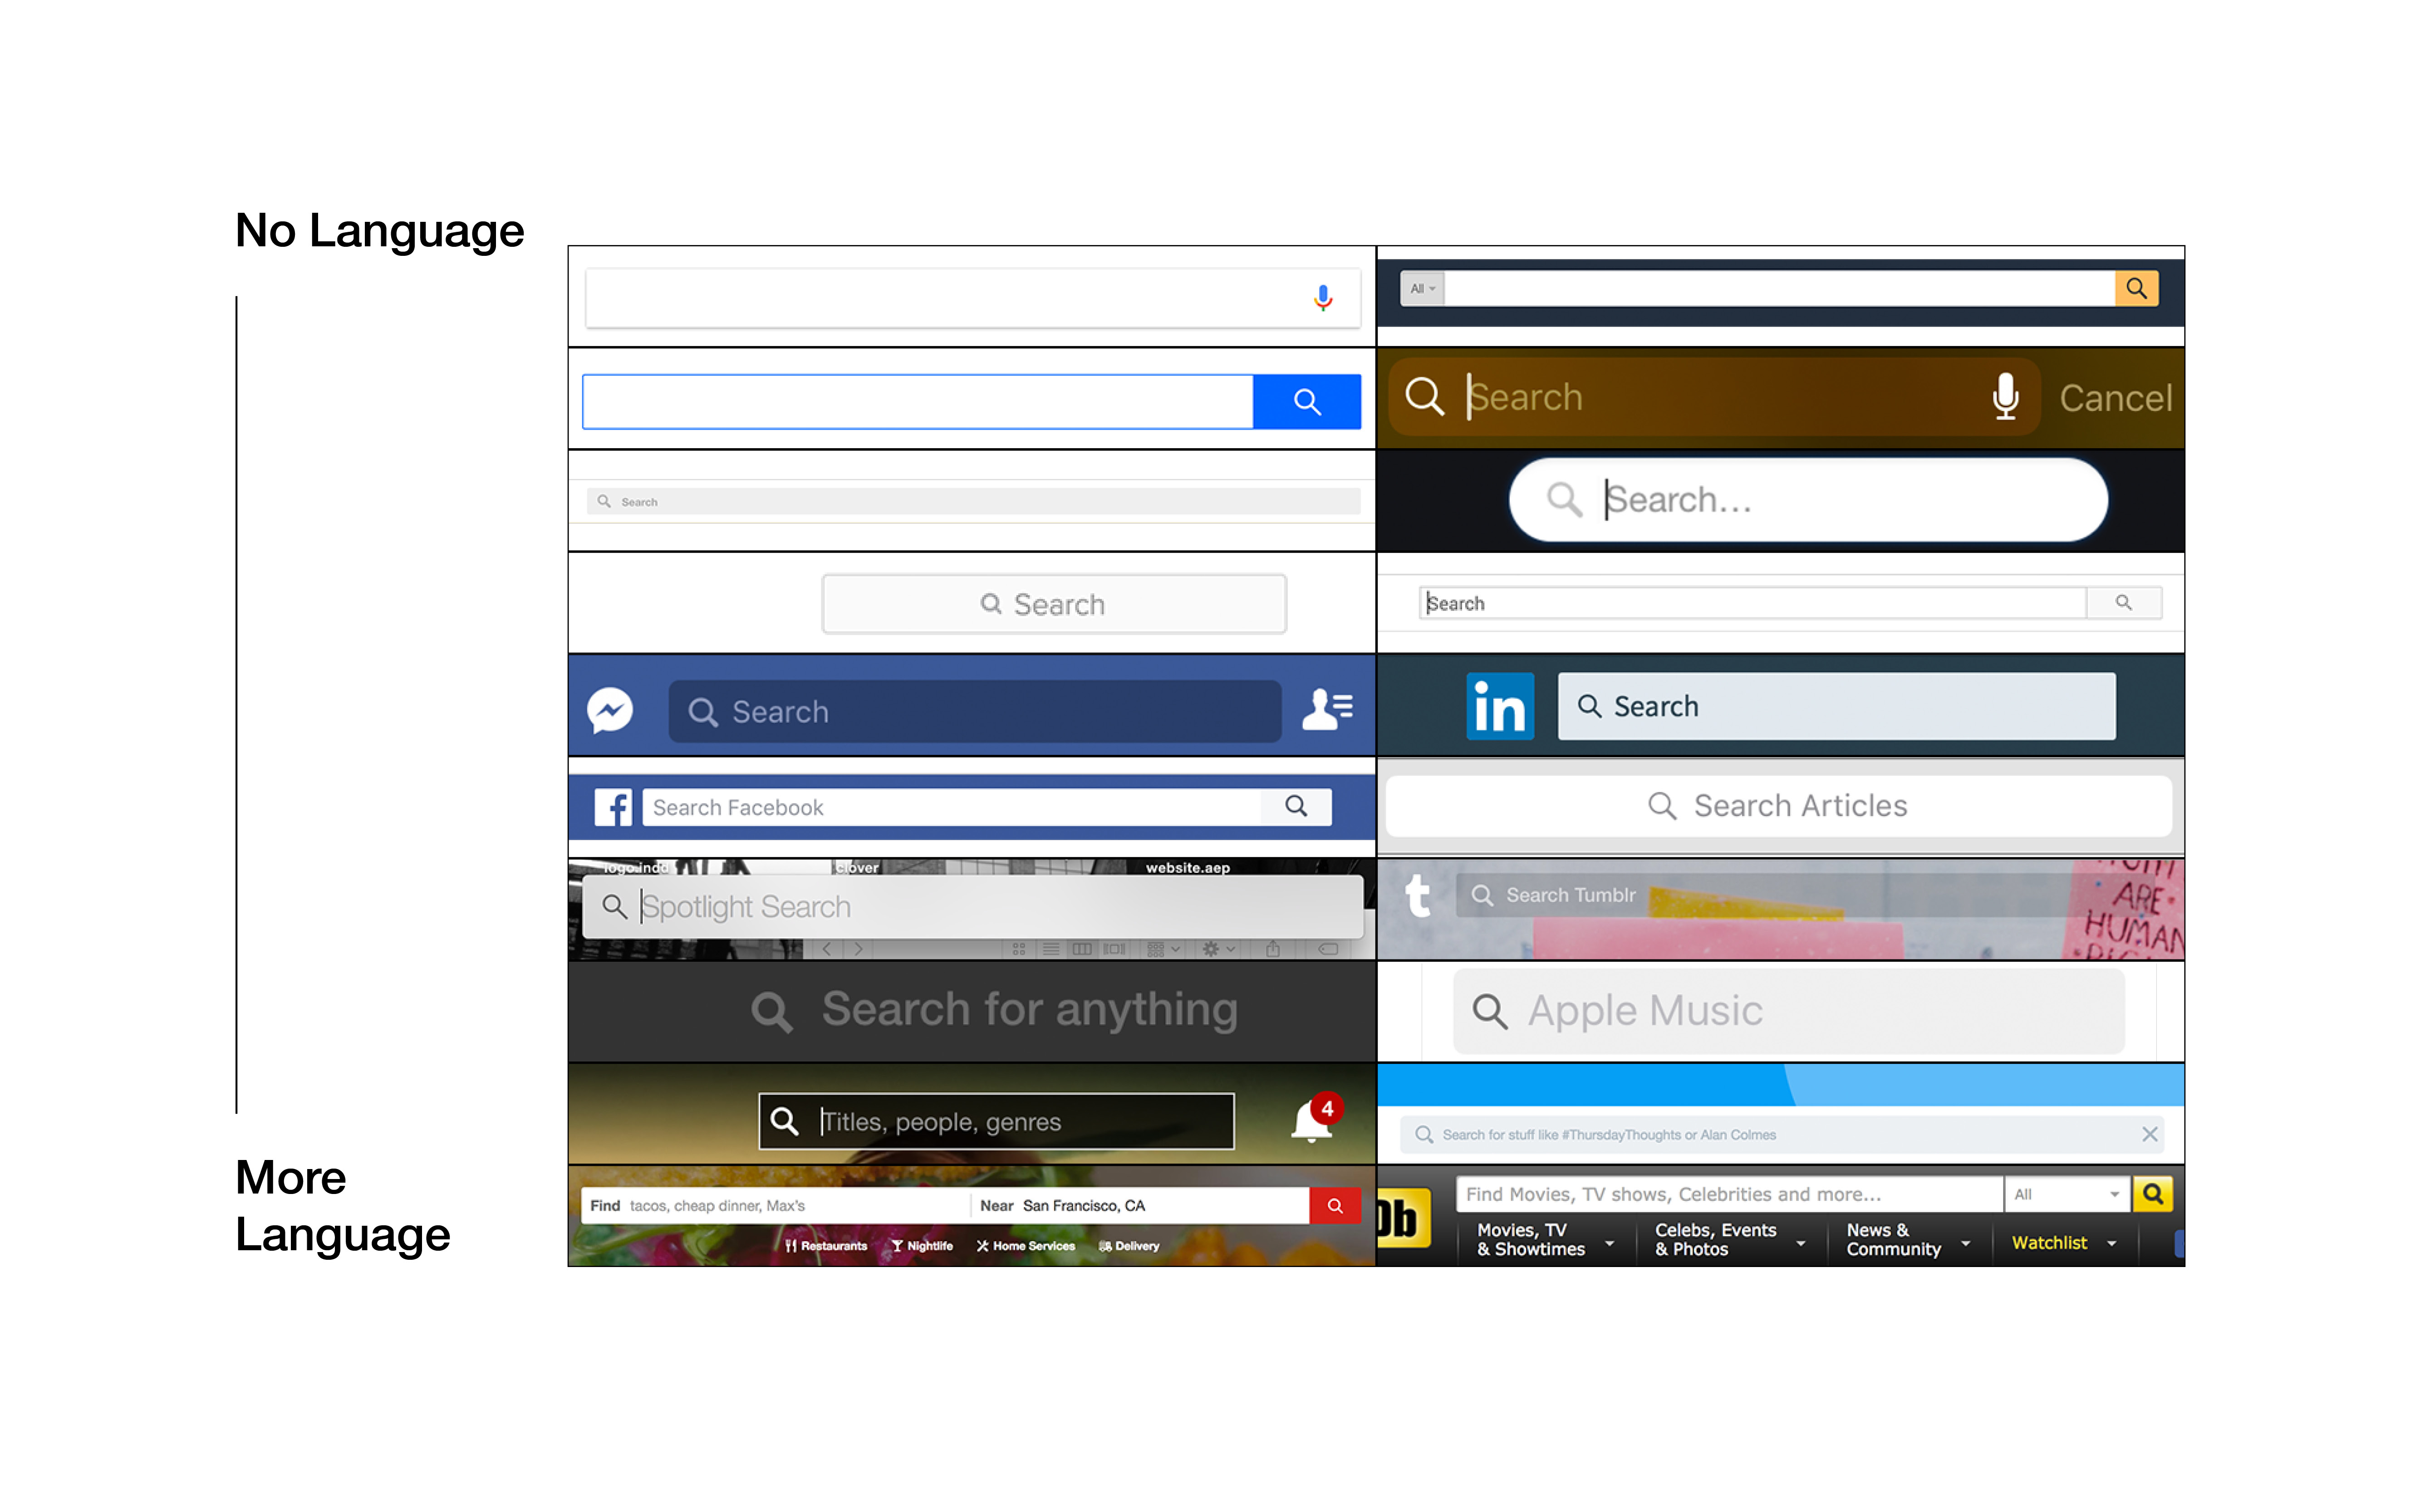 No Language
All
Search
Cancel
Search
Search...
Search
Search
Search
in
Search
f
Search Facebook
Search Articles
logo.indd
clover
website.aep
Spotlight Search
t
Search Tumblr
ARE
HUMAN
Search for anything
Apple Music
Titles, people, genres
4
Search for stuff like #ThursdayThoughts or Alan Colmes
More
Language
Find tacos, cheap dinner, Max's
Near San Francisco, CA
Restaurants
Nightlife
Home Services
Delivery
Db
Find Movies, TV shows, Celebrities and more...
All
Movies, TV
& Showtimes
Celebs, Events
& Photos
News &
Community
Watchlist